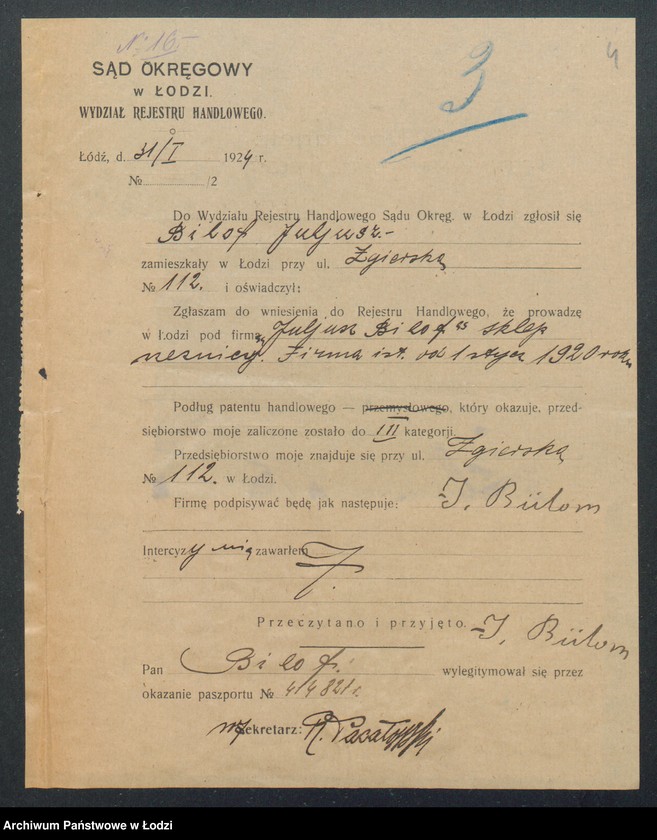 № 16
4
3
SĄD OKRĘGOWY
w ŁODZI.
WYDZIAŁ REJESTRU HANDLOWEGO.
Łódź, d. 31/I 1924 r.
№ /2
Do Wydziału Rejestru Handlowego Sądu Okręg. w Łodzi zgłosił się
Bilof Juljusz.-
zamieszkały w Łodzi przy ul. Zgierską
№ 112. i oświadczył:
Zgłaszam do wniesienia do Rejestru Handlowego, że prowadzę
w Łodzi pod firmą „Juljusz Bilof" sklep
rzeźniczy. Firma ist. od 1 stycz 1920 roku
Podług patentu handlowego — przemysłowego, który okazuje, przed-
siębiorstwo moje zaliczone zostało do III kategorji
Przedsiębiorstwo moje znajduje się przy ul. Zgierską
№ 112. w Łodzi.
Firmę podpisywać będę jak następuje: J. Bülow
Intercyzy nie zawarłem
Przeczytano i przyjęto. J. Bülow
Pan Bilof. wylegitymował się przez
okazanie paszportu №
Sekretarz:
Archiwum Państwowe w Łodzi